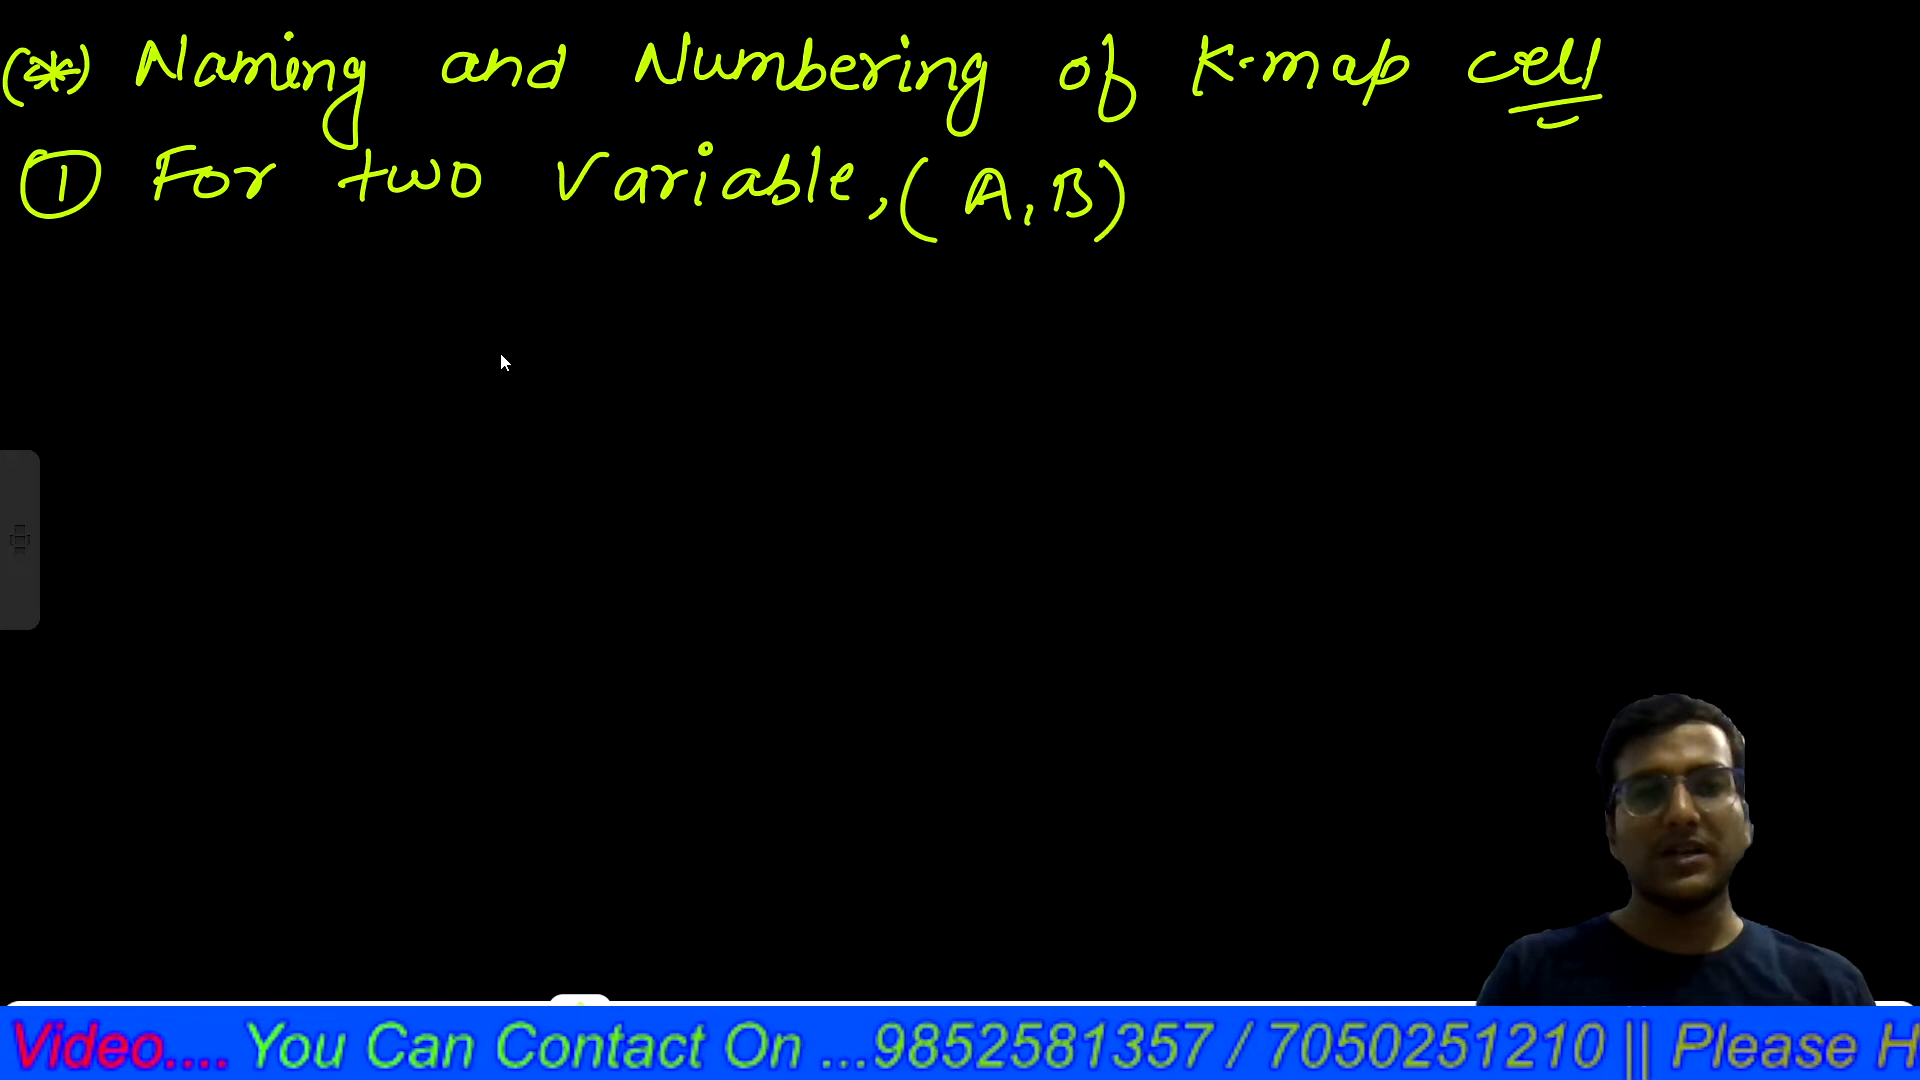 (*) Naming and Numbering of K-map cell
① For two variable, (A, B)
Video.... You Can Contact On ...9852581357 / 7050251210 || Please H